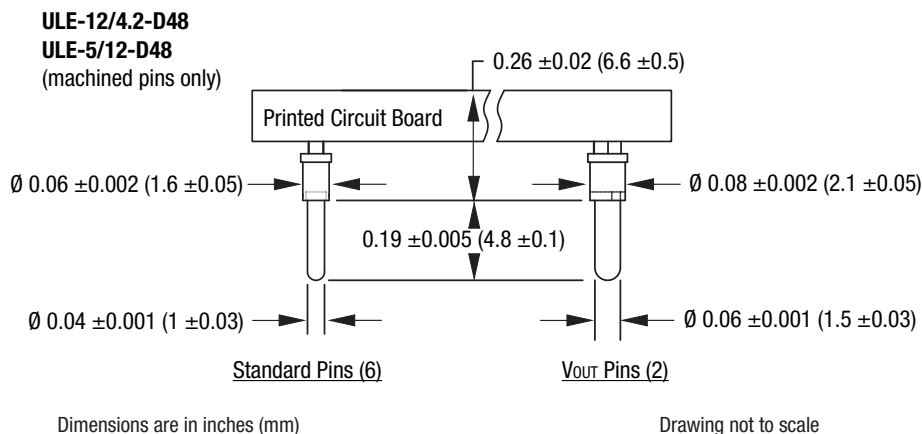 ULE-12/4.2-D48
ULE-5/12-D48
(machined pins only)
0.26 ±0.02 (6.6 ±0.5)
Printed Circuit Board
Ø 0.06 ±0.002 (1.6 ±0.05)
Ø 0.08 ±0.002 (2.1 ±0.05)
0.19 ±0.005 (4.8 ±0.1)
Ø 0.04 ±0.001 (1 ±0.03)
Ø 0.06 ±0.001 (1.5 ±0.03)
Standard Pins (6)
VOUT Pins (2)
Dimensions are in inches (mm)
Drawing not to scale